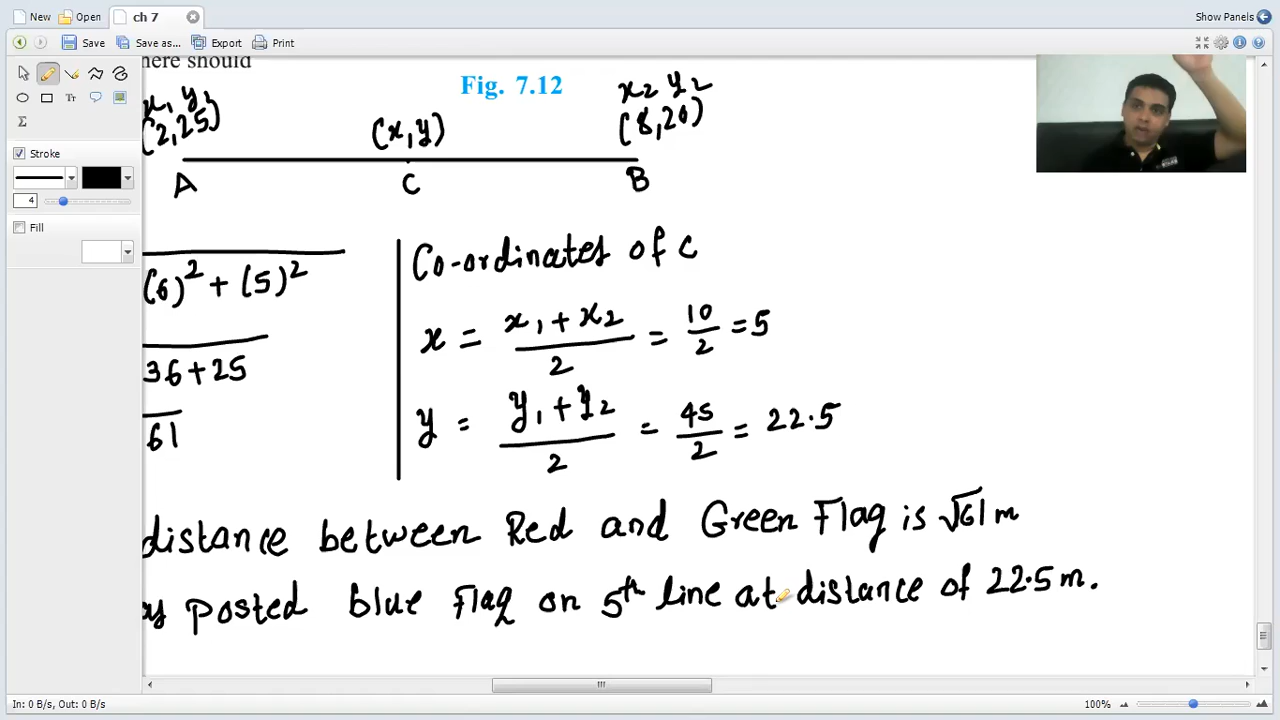 New Open ch 7 Show Panels
Save Save as... Export Print
here should
Fig. 7.12
x₁ y₁ x₂ y₂
(2,25) (x,y) (8,20)
A C B
Tr
Σ
Stroke
4
Fill
Co-ordinates of C
(6)² + (5)²
x = x₁ + x₂ / 2 = 10 / 2 = 5
36+25
y = y₁ + y₂ / 2 = 45 / 2 = 22.5
61
distance between Red and Green Flag is √61 m
posted blue Flag on 5th line at distance of 22.5 m.
In: 0 B/s, Out: 0 B/s 100%